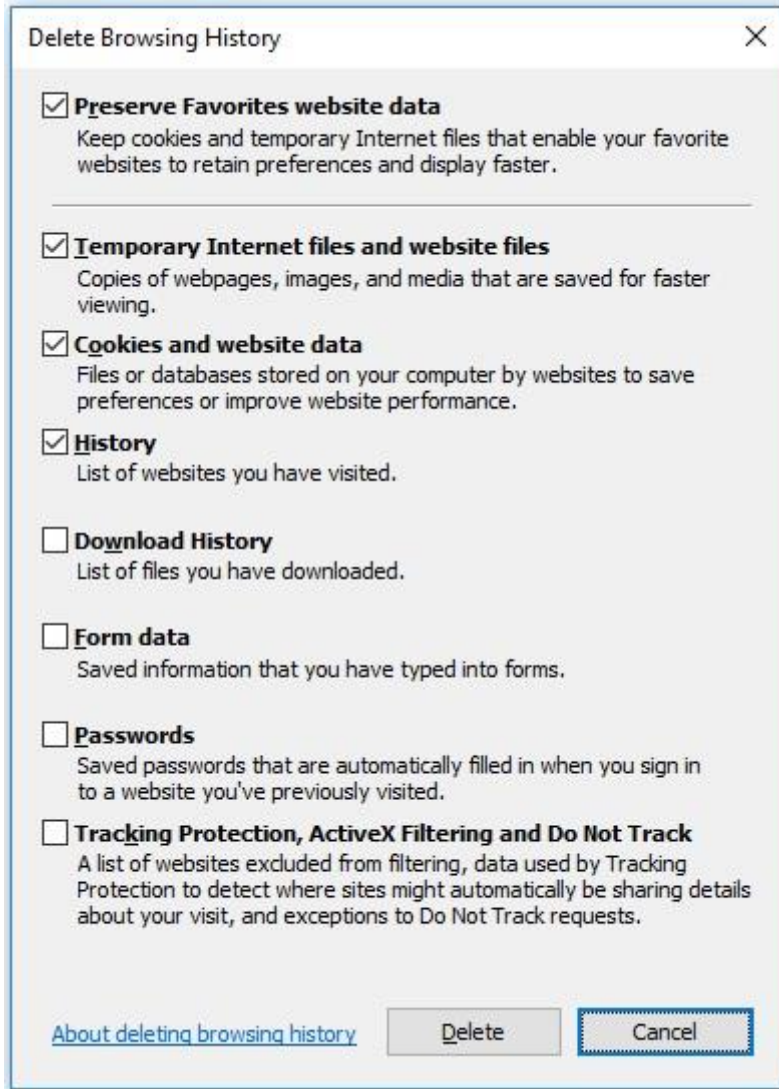 Delete Browsing History
Preserve Favorites website data
Keep cookies and temporary Internet files that enable your favorite
websites to retain preferences and display faster.
Temporary Internet files and website files
Copies of webpages, images, and media that are saved for faster
viewing.
Cookies and website data
Files or databases stored on your computer by websites to save
preferences or improve website performance.
History
List of websites you have visited.
Download History
List of files you have downloaded.
Form data
Saved information that you have typed into forms.
Passwords
Saved passwords that are automatically filled in when you sign in
to a website you've previously visited.
Tracking Protection, ActiveX Filtering and Do Not Track
A list of websites excluded from filtering, data used by Tracking
Protection to detect where sites might automatically be sharing details
about your visit, and exceptions to Do Not Track requests.
About deleting browsing history Delete Cancel